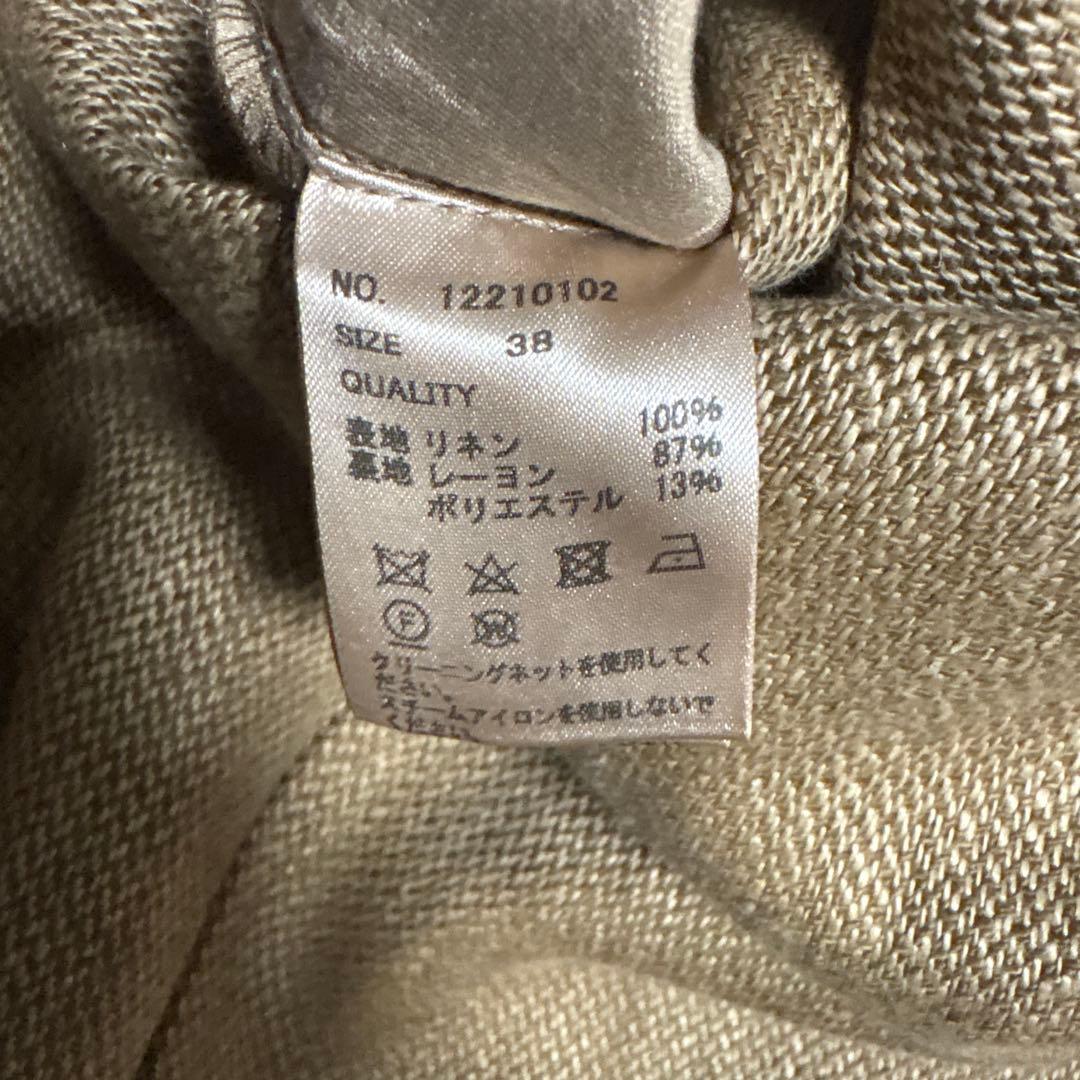 NO. 12210102
SIZE 38
QUALITY
表地 リネン 100%
裏地 レーヨン 87%
ポリエステル 13%
F
W
クリーニングネットを使用してく
ださい。
スチームアイロンを使用しないで
ください。